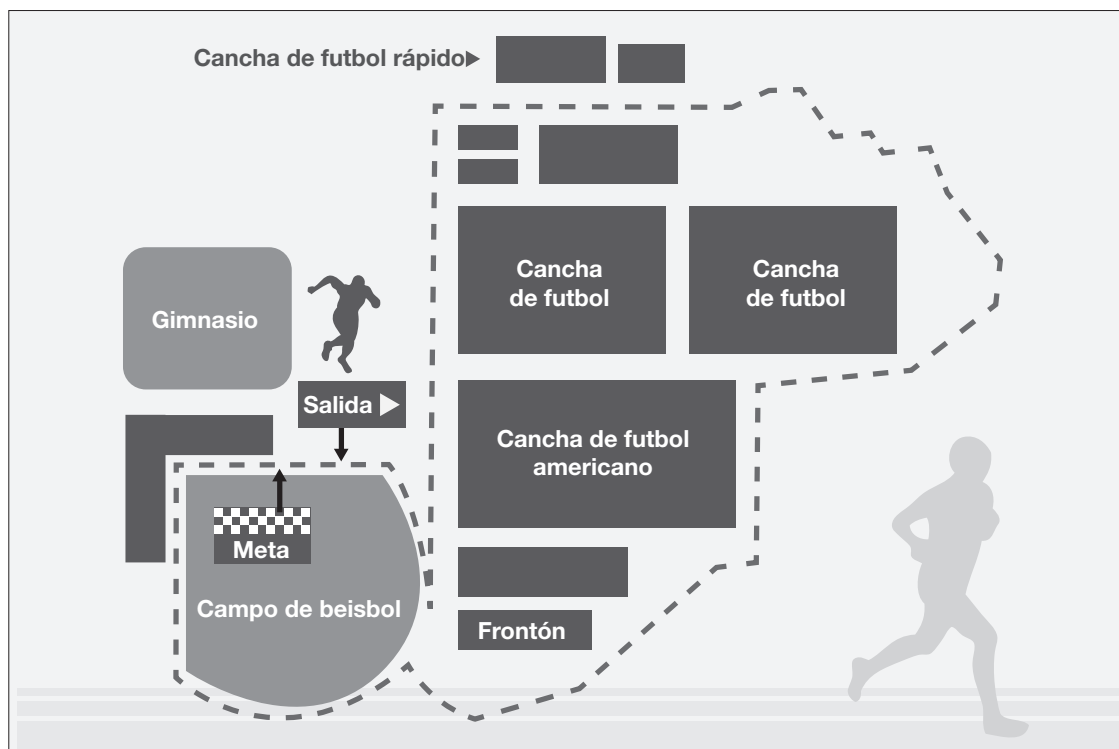 Cancha de futbol rápido
Cancha
de futbol
Cancha
de futbol
Gimnasio
Salida
Cancha de futbol
americano
Meta
Campo de beisbol
Frontón